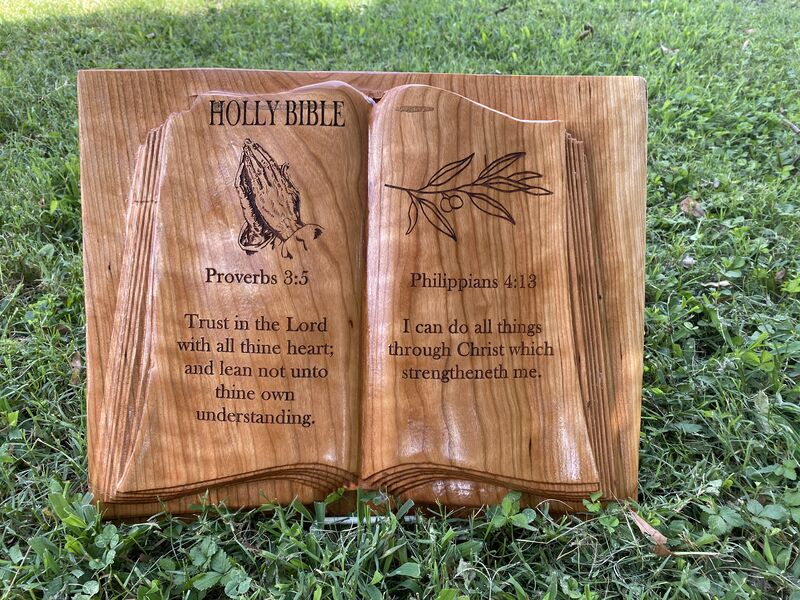 HOLLY BIBLE
Proverbs 3:5
Trust in the Lord
with all thine heart;
and lean not unto
thine own
understanding.
Philippians 4:13
I can do all things
through Christ which
strengtheneth me.